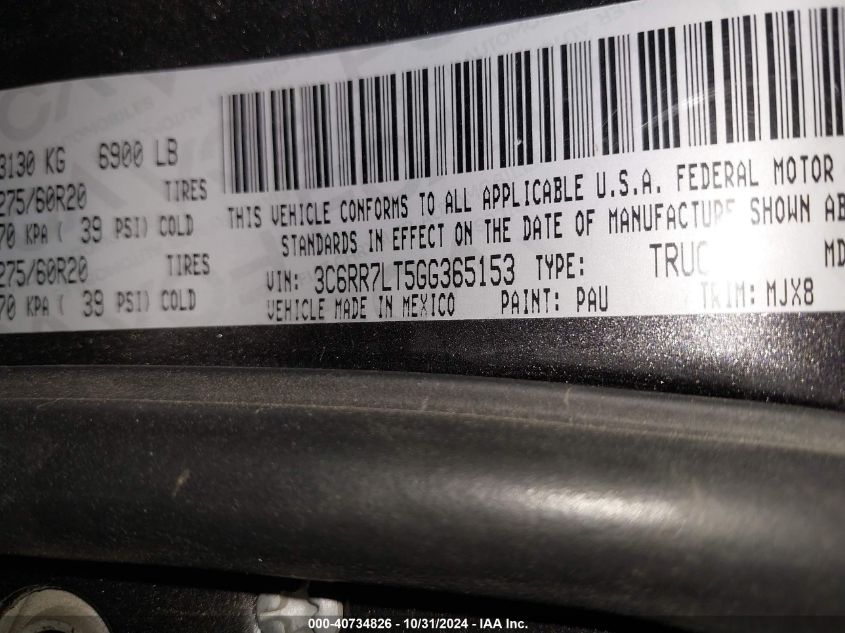 3130 KG 6900 LB
275/60R20 TIRES
70 KPA ( 39 PSI) COLD
275/60R20 TIRES
70 KPA ( 39 PSI) COLD
THIS VEHICLE CONFORMS TO ALL APPLICABLE U.S.A. FEDERAL MOTOR
STANDARDS IN EFFECT ON THE DATE OF MANUFACTURE SHOWN AB
VIN: 3C6RR7LT5GG365153 TYPE: TRUC MD
VEHICLE MADE IN MEXICO PAINT: PAU TRIM: MJX8
000-40734826 - 10/31/2024 - IAA Inc.